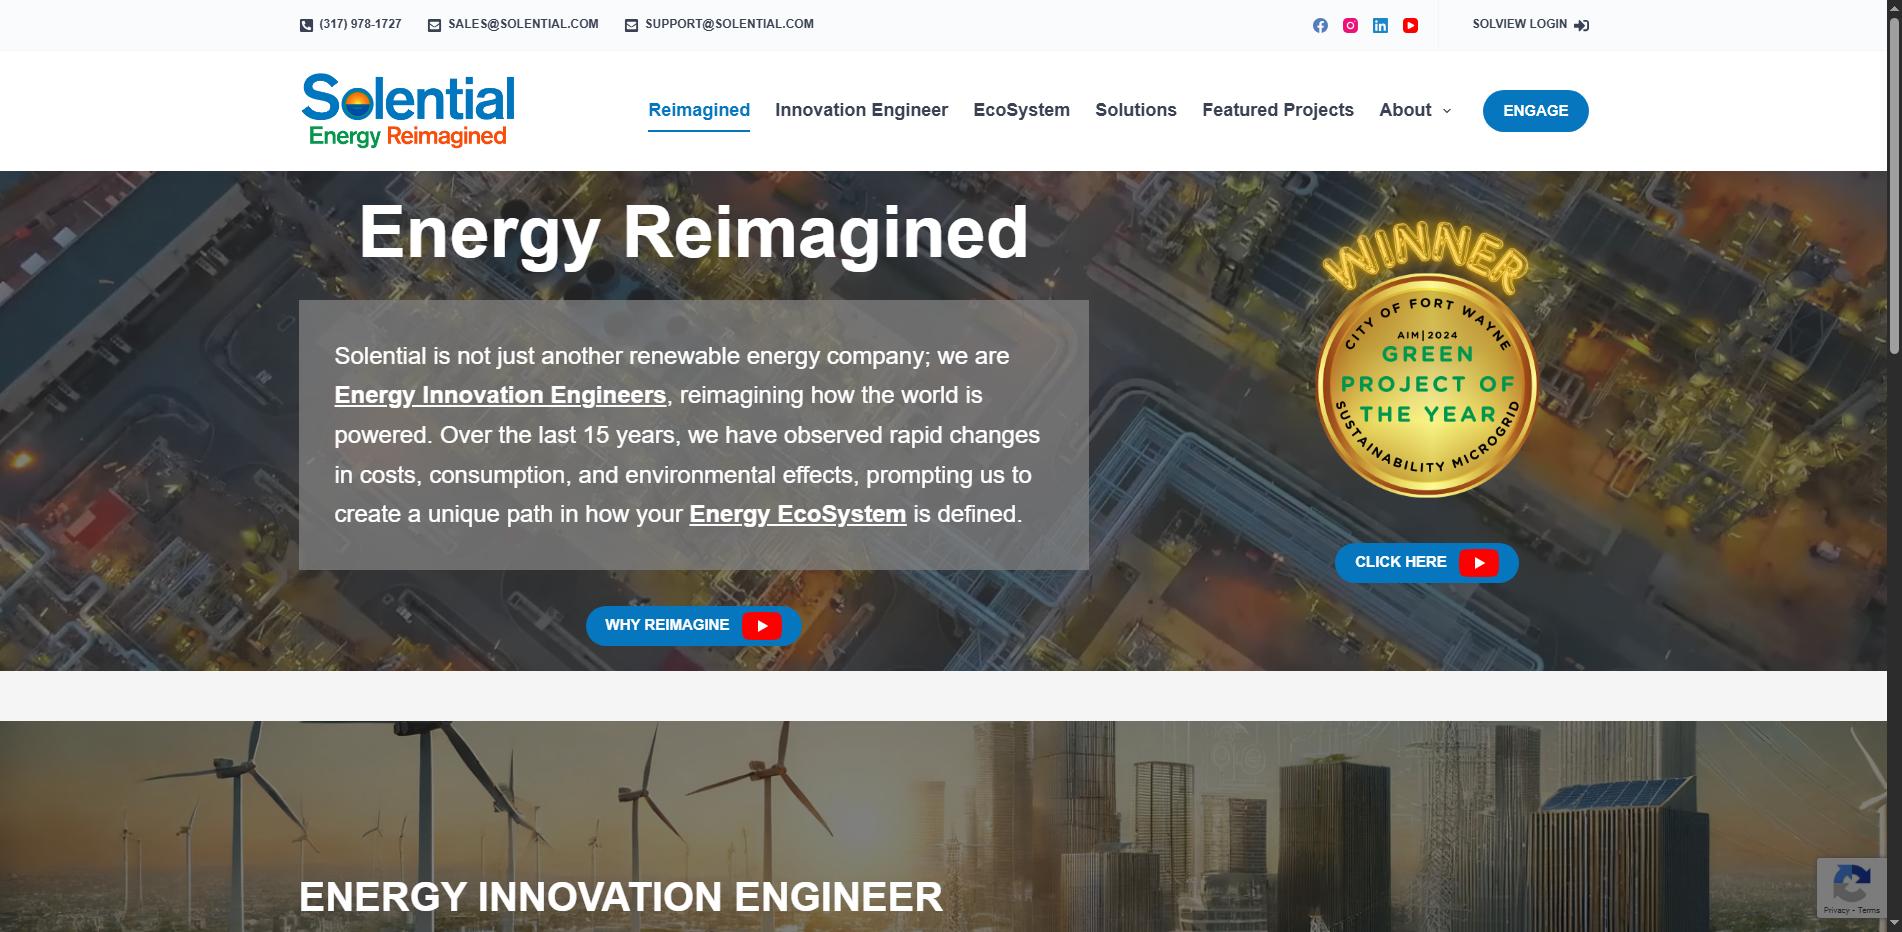 (317) 978-1727
SALES@SOLENTIAL.COM
SUPPORT@SOLENTIAL.COM
SOLVIEW LOGIN
Solential
Energy Reimagined
Reimagined
Innovation Engineer
EcoSystem
Solutions
Featured Projects
About
ENGAGE
Energy Reimagined
Solential is not just another renewable energy company; we are
Energy Innovation Engineers, reimagining how the world is
powered. Over the last 15 years, we have observed rapid changes
in costs, consumption, and environmental effects, prompting us to
create a unique path in how your Energy EcoSystem is defined.
WHY REIMAGINE
WINNER
CITY OF FORT WAYNE
AIM|2024
GREEN
PROJECT OF
THE YEAR
SUSTAINABILITY MICROGRID
CLICK HERE
ENERGY INNOVATION ENGINEER
Privacy - Terms